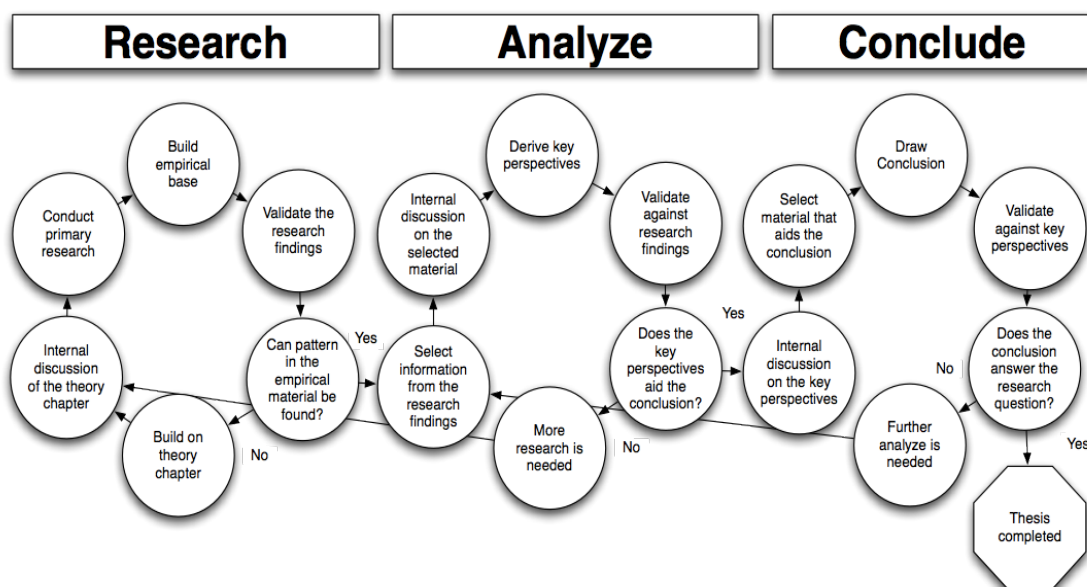 Research
Analyze
Conclude
Build
empirical
base
Conduct
primary
research
Validate the
research
findings
Internal
discussion
of the theory
chapter
Can pattern
in the
empirical
material be
found?
Build on
theory
chapter
No
Yes
Derive key
perspectives
Internal
discussion
on the
selected
material
Validate
against
research
findings
Select
information
from the
research
findings
Does the
key
perspectives
aid the
conclusion?
More
research is
needed
No
Yes
Draw
Conclusion
Select
material that
aids the
conclusion
Validate
against key
perspectives
Internal
discussion
on the key
perspectives
Does the
conclusion
answer the
research
question?
No
Further
analyze is
needed
Yes
Thesis
completed